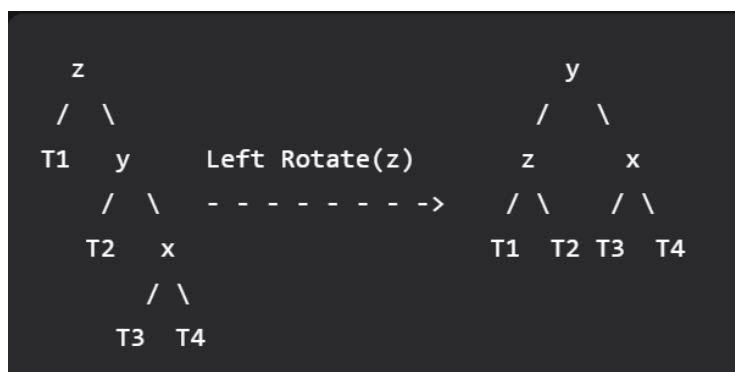 z y
/ \ / \
T1 y Left Rotate(z) z x
/ \ - - - - - - - -> / \ / \
T2 x T1 T2 T3 T4
/ \
T3 T4